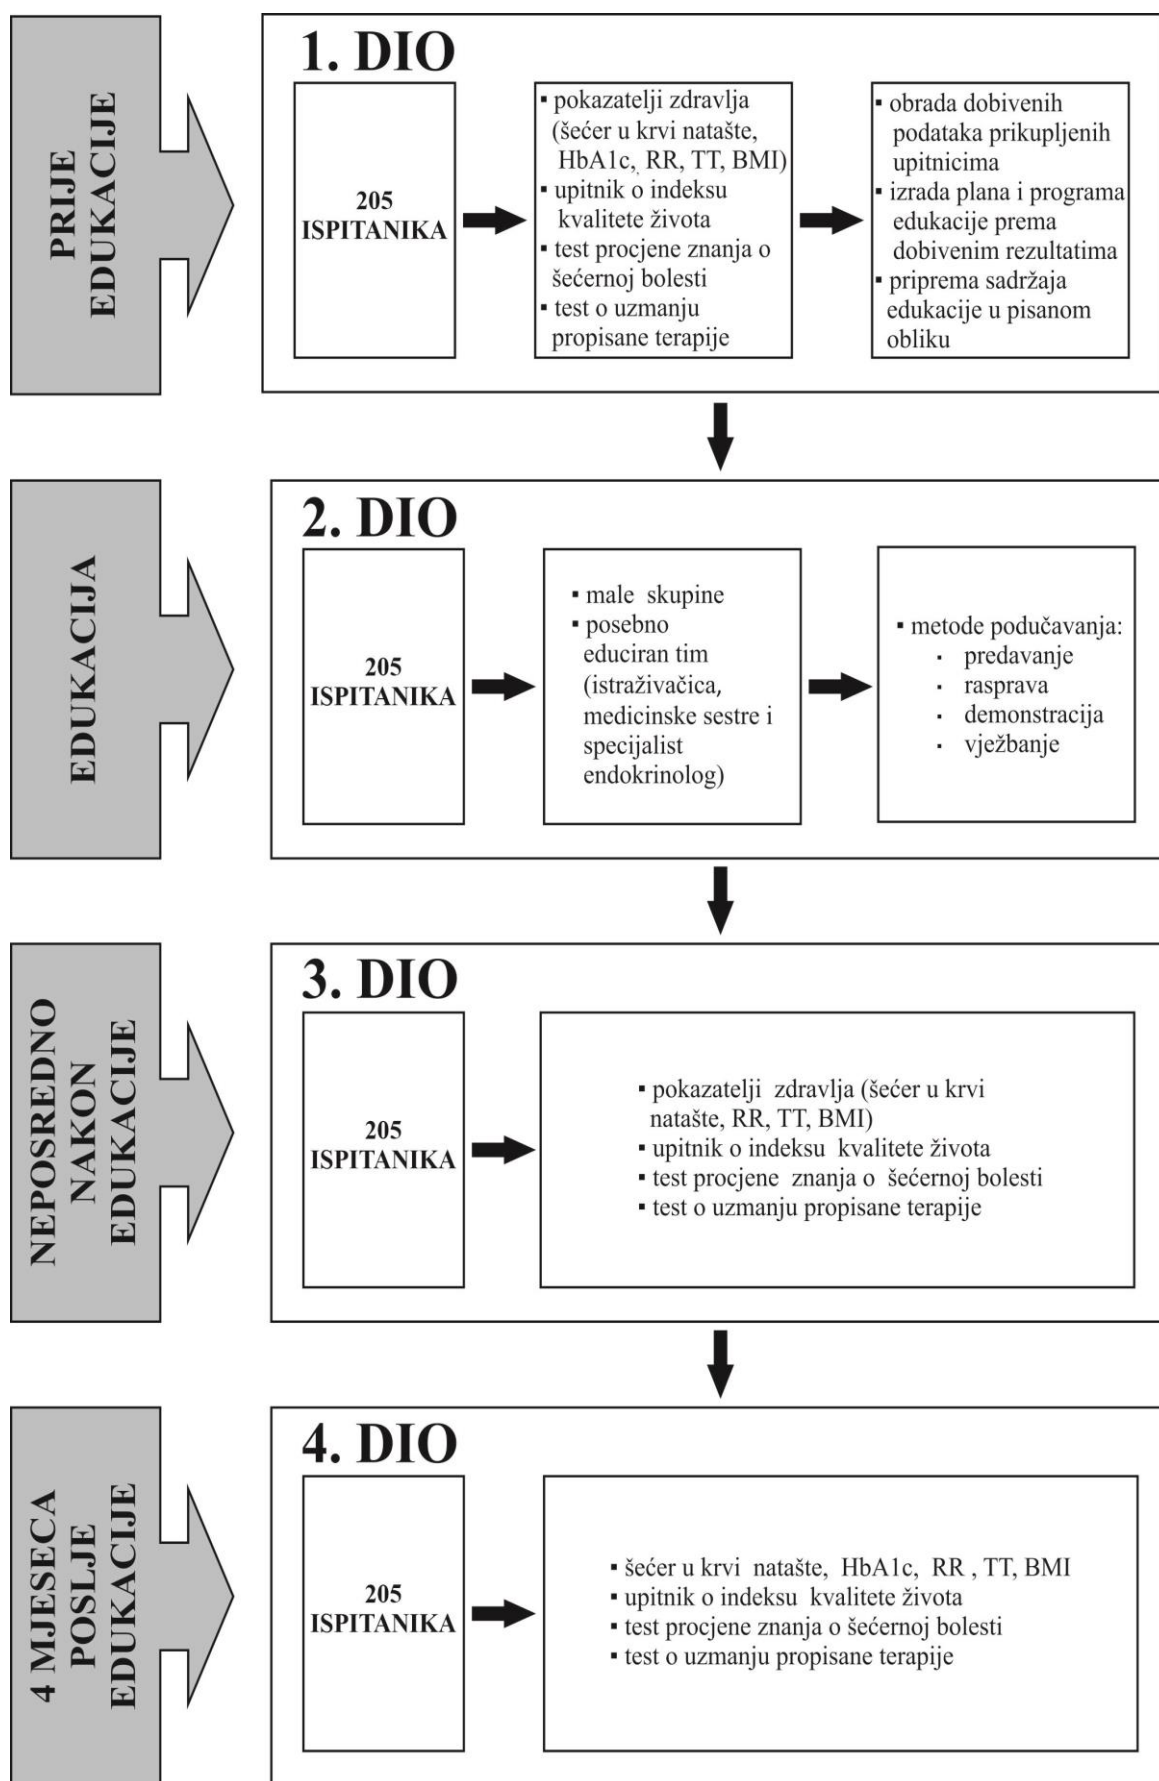 PRIJE
EDUKACIJE
1. DIO
205
ISPITANIKA
▪ pokazatelji zdravlja
(šećer u krvi natašte,
HbA1c, RR, TT, BMI)
▪ upitnik o indeksu
kvalitete života
▪ test procjene znanja o
šećernoj bolesti
▪ test o uzmanju
propisane terapije
▪ obrada dobivenih
podataka prikupljenih
upitnicima
▪ izrada plana i programa
edukacije prema
dobivenim rezultatima
▪ priprema sadržaja
edukacije u pisanom
obliku
EDUKACIJA
2. DIO
205
ISPITANIKA
▪ male skupine
▪ posebno
educiran tim
(istraživačica,
medicinske sestre i
specijalist
endokrinolog)
▪ metode podučavanja:
▪ predavanje
▪ rasprava
▪ demonstracija
▪ vježbanje
NEPOSREDNO
NAKON
EDUKACIJE
3. DIO
205
ISPITANIKA
▪ pokazatelji zdravlja (šećer u krvi
natašte, RR, TT, BMI)
▪ upitnik o indeksu kvalitete života
▪ test procjene znanja o šećernoj bolesti
▪ test o uzmanju propisane terapije
4 MJESECA
POSLJE
EDUKACIJE
4. DIO
205
ISPITANIKA
▪ šećer u krvi natašte, HbA1c, RR , TT, BMI
▪ upitnik o indeksu kvalitete života
▪ test procjene znanja o šećernoj bolesti
▪ test o uzmanju propisane terapije